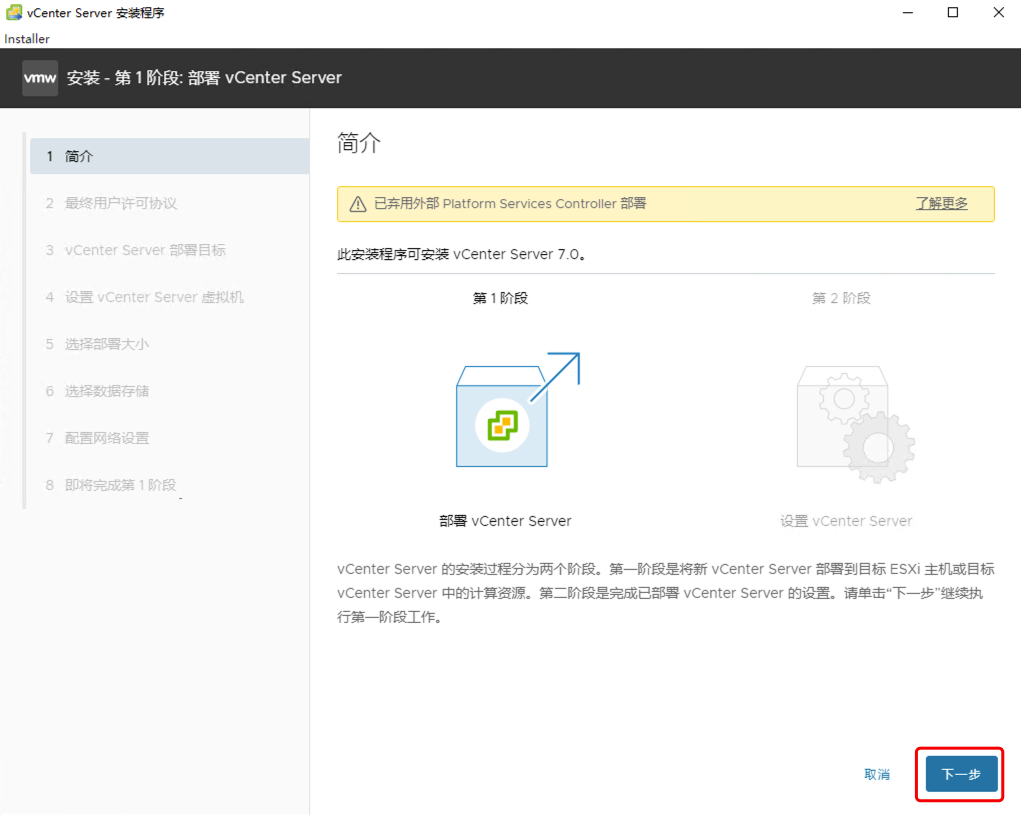 vCenter Server 安装程序
Installer
vmw 安装 - 第 1 阶段: 部署 vCenter Server
1 简介
2 最终用户许可协议
3 vCenter Server 部署目标
4 设置 vCenter Server 虚拟机
5 选择部署大小
6 选择数据存储
7 配置网络设置
8 即将完成第 1 阶段
简介
已弃用外部 Platform Services Controller 部署 了解更多
此安装程序可安装 vCenter Server 7.0。
第 1 阶段 第 2 阶段
部署 vCenter Server 设置 vCenter Server
vCenter Server 的安装过程分为两个阶段。第一阶段是将新 vCenter Server 部署到目标 ESXi 主机或目标
vCenter Server 中的计算资源。第二阶段是完成已部署 vCenter Server 的设置。请单击“下一步”继续执
行第一阶段工作。
取消 下一步